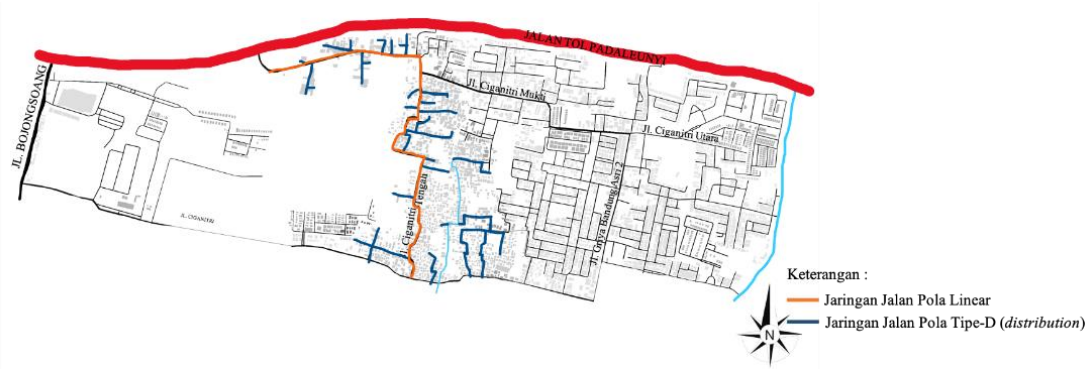 JALAN TOL PADALEUNYI
JL. BOJONGSOANG
Jl. Ciganitri Mukti
Jl. Ciganitri Utara
Jl. Griya Bandung Asri 2
l. Ciganitri Tengah
JL. CIGANITRI
Keterangan :
Jaringan Jalan Pola Linear
Jaringan Jalan Pola Tipe-D (distribution)
N